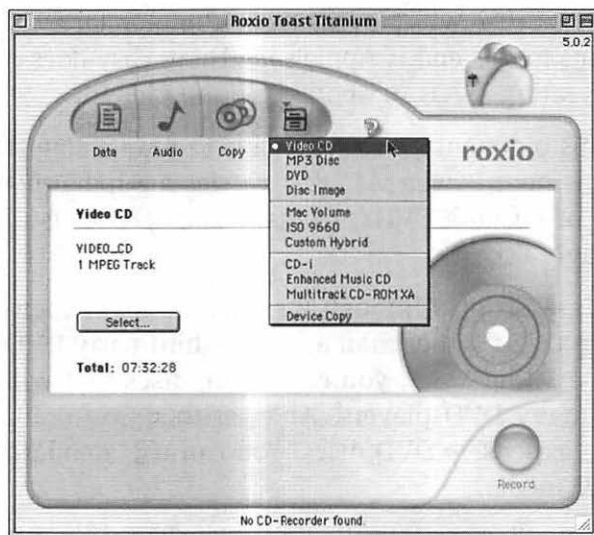 Roxio Toast Titanium
5.0.2
Data
Audio
Copy
?
roxio
Video CD
MP3 Disc
DVD
Disc Image
Mac Volume
ISO 9660
Custom Hybrid
CD-i
Enhanced Music CD
Multitrack CD-ROM XA
Device Copy
Video CD
VIDEO_CD
1 MPEG Track
Select...
Total: 07:32:28
Record
No CD-Recorder found.